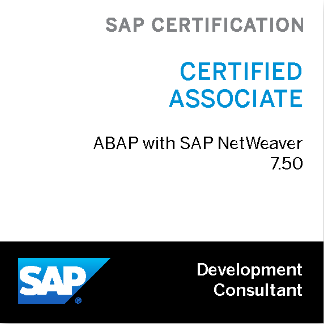 SAP CERTIFICATION
CERTIFIED
ASSOCIATE
ABAP with SAP NetWeaver
7.50
SAP®
Development
Consultant